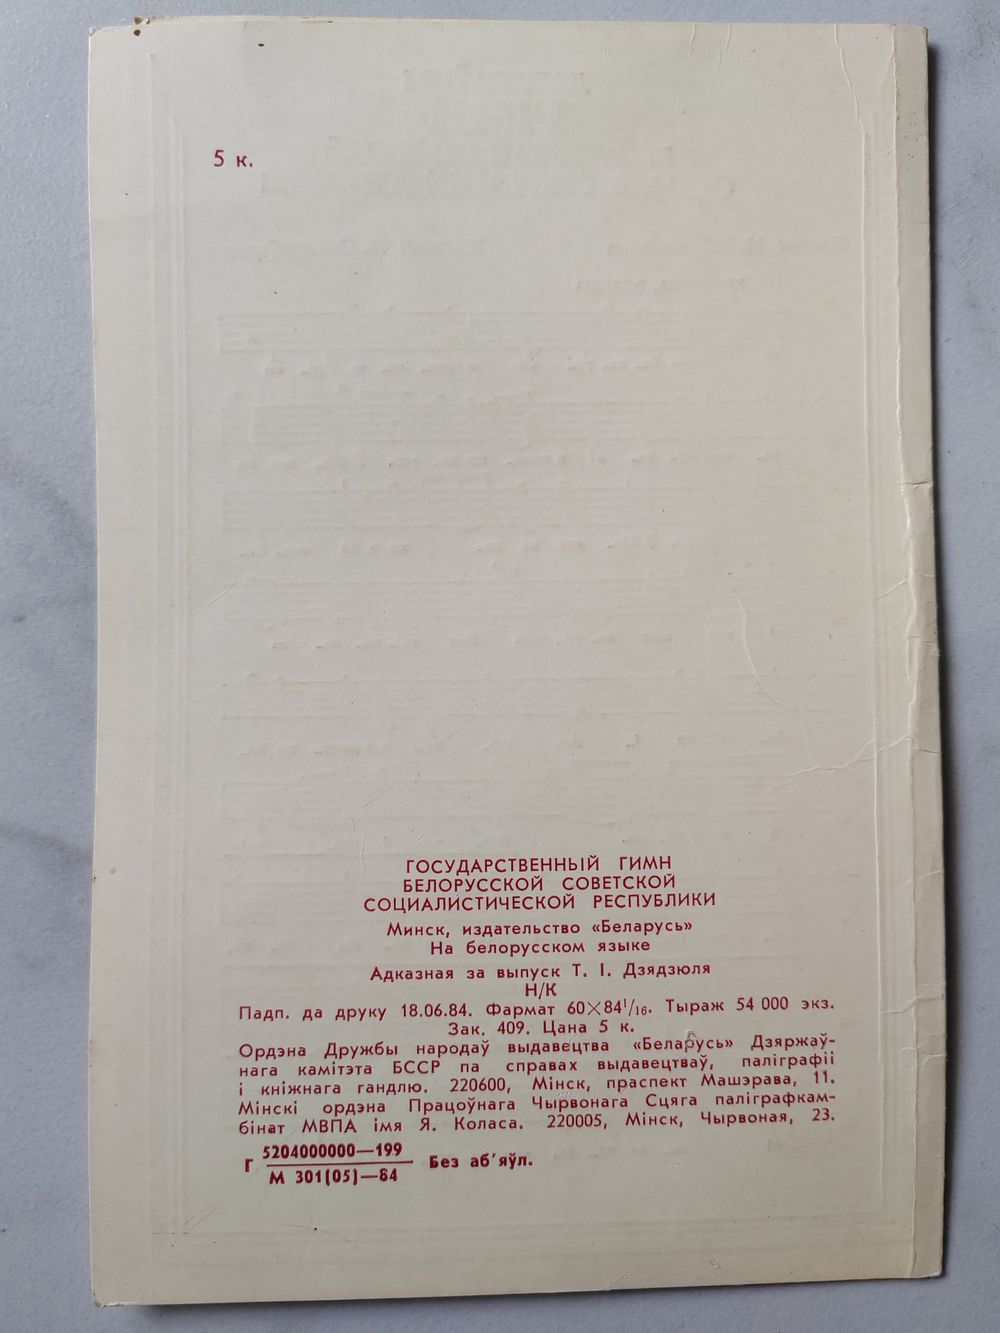 5 к.
ГОСУДАРСТВЕННЫЙ ГИМН
БЕЛОРУССКОЙ СОВЕТСКОЙ
СОЦИАЛИСТИЧЕСКОЙ РЕСПУБЛИКИ
Минск, издательство «Беларусь»
На белорусском языке
Адказная за выпуск Т. І. Дзядзюля
Н/К
Падп. да друку 18.06.84. Фармат 60×84¹/₁₆. Тыраж 54 000 экз.
Зак. 409. Цана 5 к.
Ордэна Дружбы народаў выдавецтва «Беларусь» Дзяржаў-
нага камітэта БССР па справах выдавецтваў, паліграфіі
і кніжнага гандлю. 220600, Мінск, праспект Машэрава, 11.
Мінскі ордэна Працоўнага Чырвонага Сцяга паліграфкам-
бінат МВПА імя Я. Коласа. 220005, Мінск, Чырвоная, 23.
Г 5204000000—199
М 301(05)—84 Без аб'яўл.